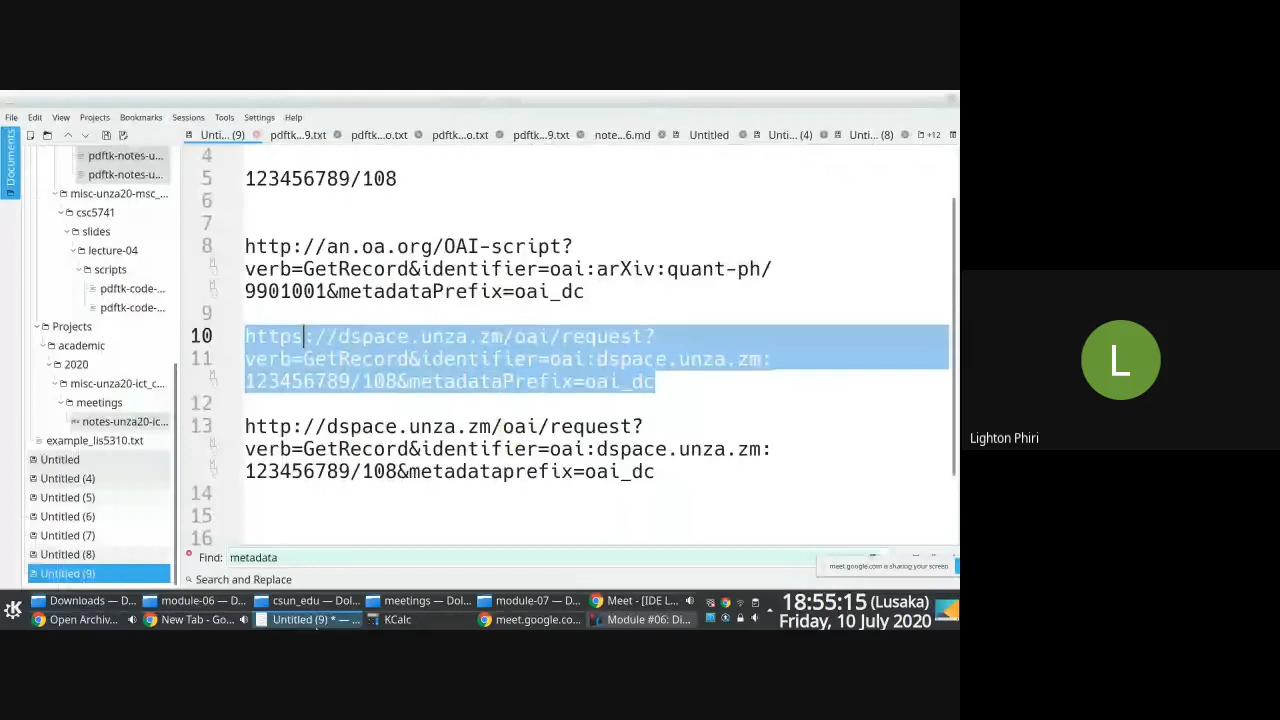 File Edit View Projects Bookmarks Sessions Tools Settings Help
Documents
Unti... (9) pdftk...9.txt pdftk...o.txt pdftk...o.txt pdftk...9.txt note...6.md Untitled Unti... (4) Unti... (8) +12
pdftk-notes-u...
pdftk-notes-u...
misc-unza20-msc_...
csc5741
slides
lecture-04
scripts
pdftk-code-...
pdftk-code-...
Projects
academic
2020
misc-unza20-ict_c...
meetings
notes-unza20-ic...
example_lis5310.txt
Untitled
Untitled (4)
Untitled (5)
Untitled (6)
Untitled (7)
Untitled (8)
Untitled (9)
4
5 123456789/108
6
7
8 http://an.oa.org/OAI-script?
verb=GetRecord&identifier=oai:arXiv:quant-ph/
9901001&metadataPrefix=oai_dc
9
10 https://dspace.unza.zm/oai/request?
11 verb=GetRecord&identifier=oai:dspace.unza.zm:
123456789/108&metadataPrefix=oai_dc
12
13 http://dspace.unza.zm/oai/request?
verb=GetRecord&identifier=oai:dspace.unza.zm:
123456789/108&metadataprefix=oai_dc
14
15
16
Find: metadata
meet.google.com is sharing your screen.
Search and Replace
Downloads — D... module-06 — D... csun_edu — Dol... meetings — Dol... module-07 — D... Meet - [IDE L...
Open Archiv... New Tab - Go... Untitled (9) * — ... KCalc meet.google.co... Module #06: Di...
18:55:15 (Lusaka)
Friday, 10 July 2020
L
Lighton Phiri